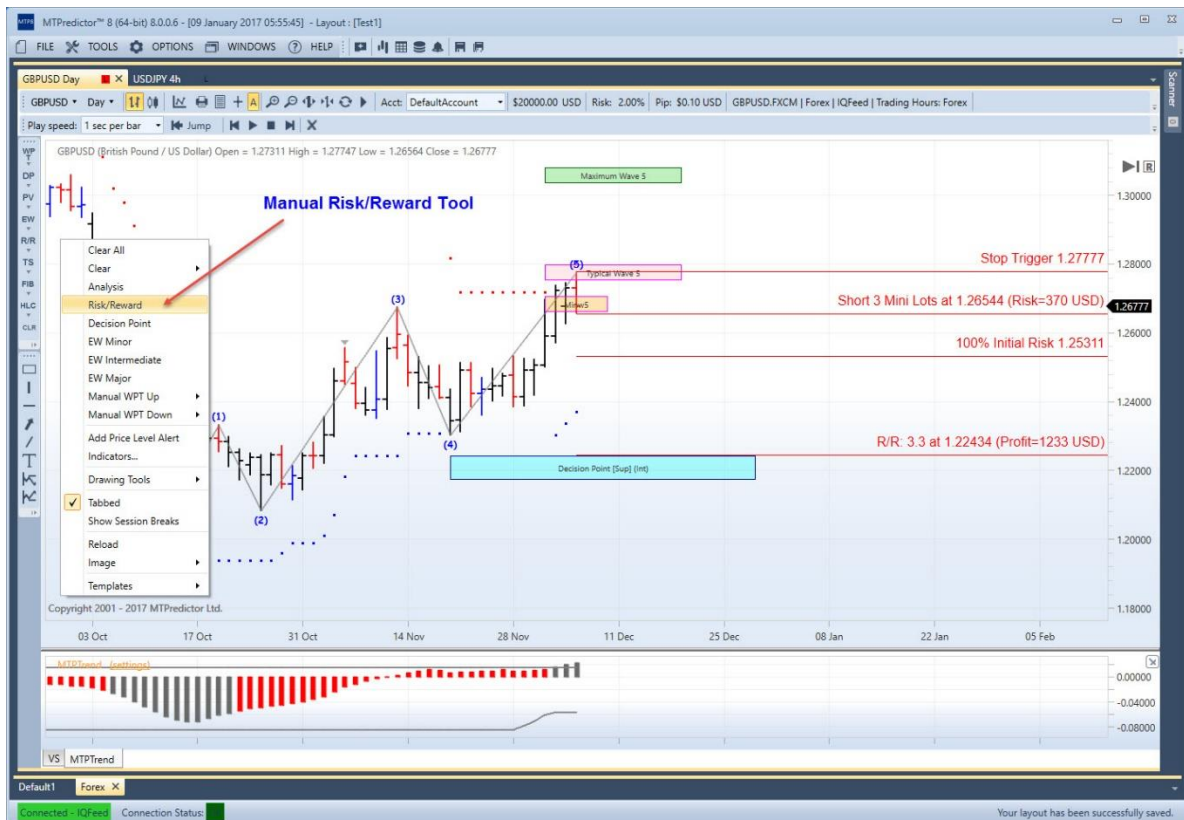 MTPredictor™ 8 (64-bit) 8.0.0.6 - [09 January 2017 05:55:45] - Layout : [Test1]
FILE TOOLS OPTIONS WINDOWS HELP
GBPUSD Day USDJPY 4h
Scanner
GBPUSD Day A Acct: DefaultAccount $20000.00 USD Risk: 2.00% Pip: $0.10 USD GBPUSD.FXCM | Forex | IQFeed | Trading Hours: Forex
Play speed: 1 sec per bar Jump
GBPUSD (British Pound / US Dollar) Open = 1.27311 High = 1.27747 Low = 1.26564 Close = 1.26777
WP
DP
PV
EW
R/R
TS
FIB
HLC
CLR
T
R
Maximum Wave 5
Manual Risk/Reward Tool
Clear All
Clear
Analysis
Risk/Reward
Decision Point
EW Minor
EW Intermediate
EW Major
Manual WPT Up
Manual WPT Down
Add Price Level Alert
Indicators...
Drawing Tools
Tabbed
Show Session Breaks
Reload
Image
Templates
(1)
(2)
(3)
(4)
(5)
Typical Wave 5
Decision Point [Sup] (Int)
Stop Trigger 1.27777
Short 3 Mini Lots at 1.26544 (Risk=370 USD)
100% Initial Risk 1.25311
R/R: 3.3 at 1.22434 (Profit=1233 USD)
1.30000
1.28000
1.26777
1.26000
1.24000
1.22000
1.20000
1.18000
Copyright 2001 - 2017 MTPredictor Ltd.
03 Oct 17 Oct 31 Oct 14 Nov 28 Nov 11 Dec 25 Dec 08 Jan 22 Jan 05 Feb
MTPTrend (settings)
0.00000
-0.04000
-0.08000
VS MTPTrend
Default1 Forex
Connected - IQFeed Connection Status: Your layout has been successfully saved.